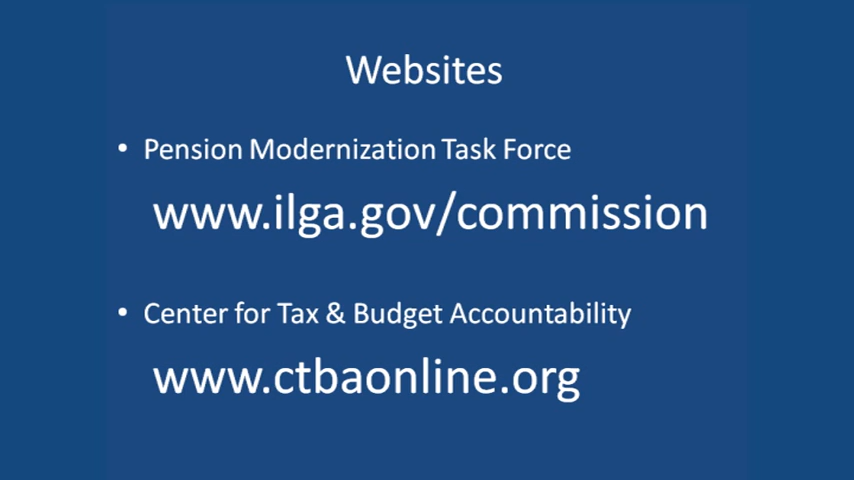 Websites
• Pension Modernization Task Force
www.ilga.gov/commission
• Center for Tax & Budget Accountability
www.ctbaonline.org